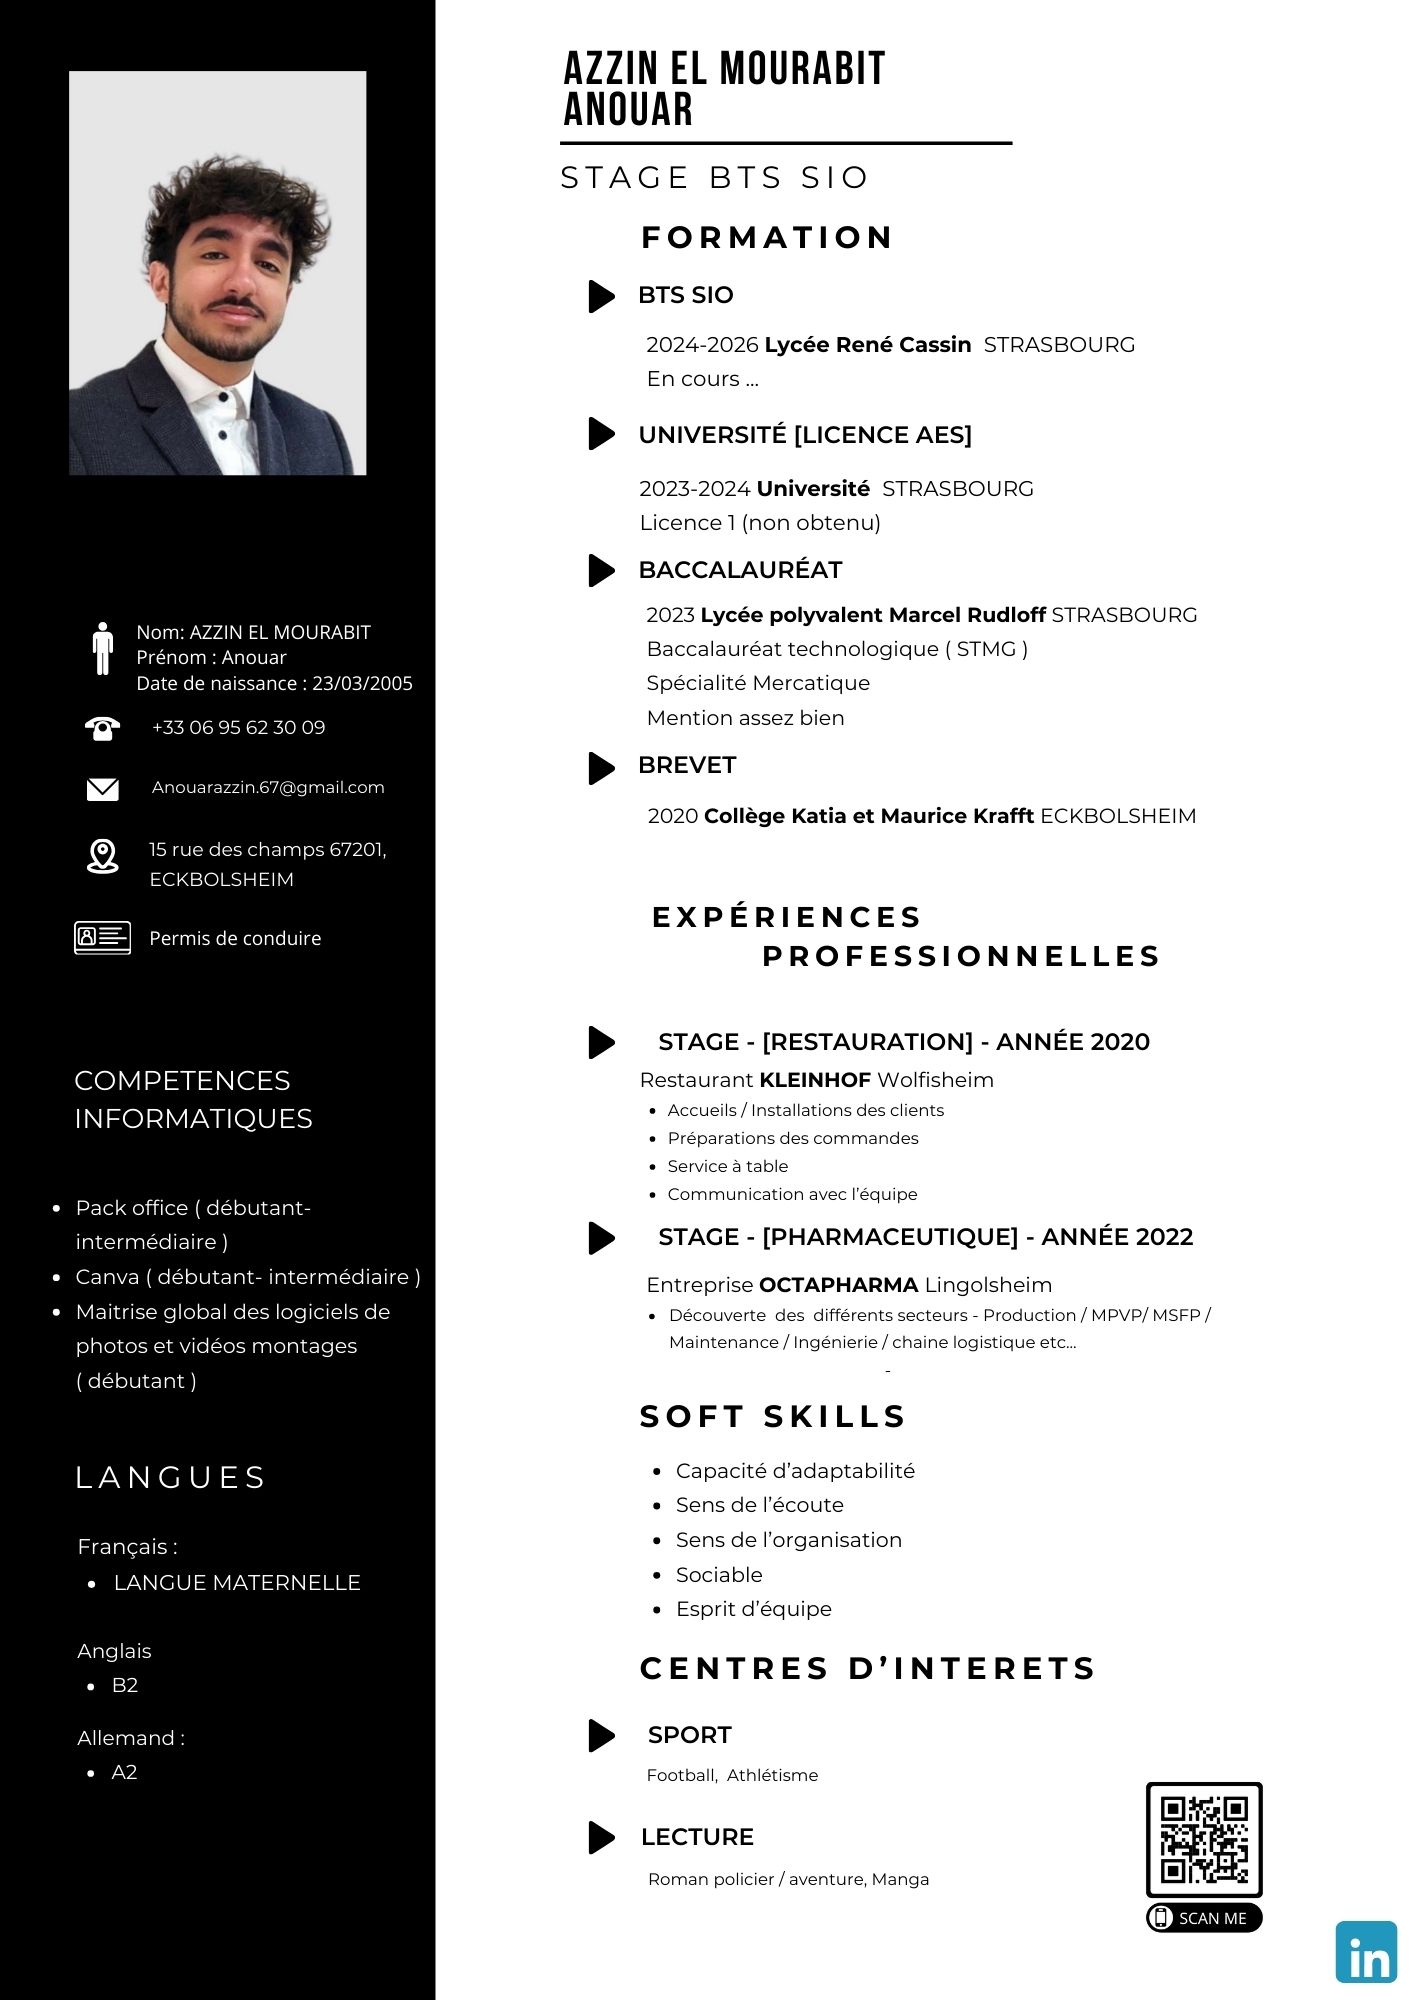 AZZIN EL MOURABIT
ANOUAR
STAGE BTS SIO
FORMATION
BTS SIO
2024-2026 Lycée René Cassin  STRASBOURG
En cours ...
UNIVERSITÉ [LICENCE AES]
2023-2024 Université  STRASBOURG
Licence 1 (non obtenu)
BACCALAURÉAT
2023 Lycée polyvalent Marcel Rudloff STRASBOURG
Baccalauréat technologique ( STMG )
Spécialité Mercatique
Mention assez bien
BREVET
2020 Collège Katia et Maurice Krafft ECKBOLSHEIM
EXPÉRIENCES
PROFESSIONNELLES
STAGE - [RESTAURATION] - ANNÉE 2020
Restaurant KLEINHOF Wolfisheim
• Accueils / Installations des clients
• Préparations des commandes
• Service à table
• Communication avec l'équipe
STAGE - [PHARMACEUTIQUE] - ANNÉE 2022
Entreprise OCTAPHARMA Lingolsheim
• Découverte  des  différents secteurs - Production / MPVP/ MSFP /
Maintenance / Ingénierie / chaine logistique etc...
-
SOFT SKILLS
• Capacité d'adaptabilité
• Sens de l'écoute
• Sens de l'organisation
• Sociable
• Esprit d'équipe
CENTRES D'INTERETS
SPORT
Football,  Athlétisme
LECTURE
Roman policier / aventure, Manga
SCAN ME
in
Nom: AZZIN EL MOURABIT
Prénom : Anouar
Date de naissance : 23/03/2005
+33 06 95 62 30 09
Anouarazzin.67@gmail.com
15 rue des champs 67201,
ECKBOLSHEIM
Permis de conduire
COMPETENCES
INFORMATIQUES
• Pack office ( débutant-
intermédiaire )
• Canva ( débutant- intermédiaire )
• Maitrise global des logiciels de
photos et vidéos montages
( débutant )
LANGUES
Français :
• LANGUE MATERNELLE
Anglais
• B2
Allemand :
• A2